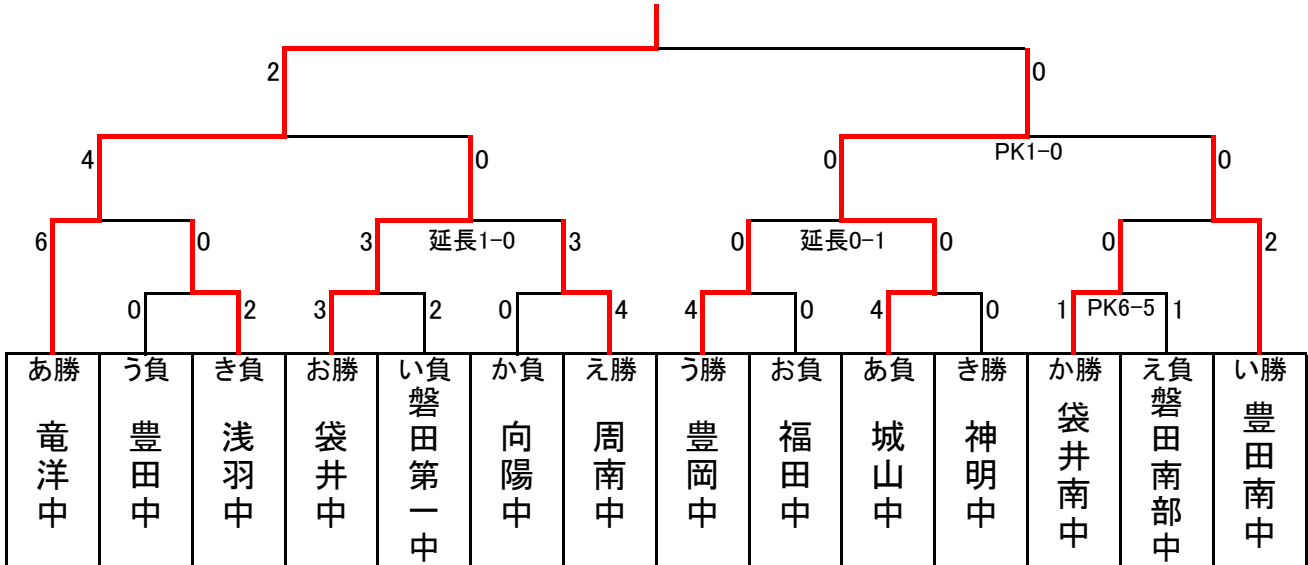 2 0
4 0 0 PK1-0 0
6 0 3 延長1-0 3 0 延長0-1 0 0 2
0 2 3 2 0 4 4 0 4 0 1 PK6-5 1
あ勝 う負 き負 お勝 い負 か負 え勝 う勝 お負 あ負 き勝 か勝 え負 い勝
竜洋中
豊田中
浅羽中
袋井中
磐田第一中
向陽中
周南中
豊岡中
福田中
城山中
神明中
袋井南中
磐田南部中
豊田南中